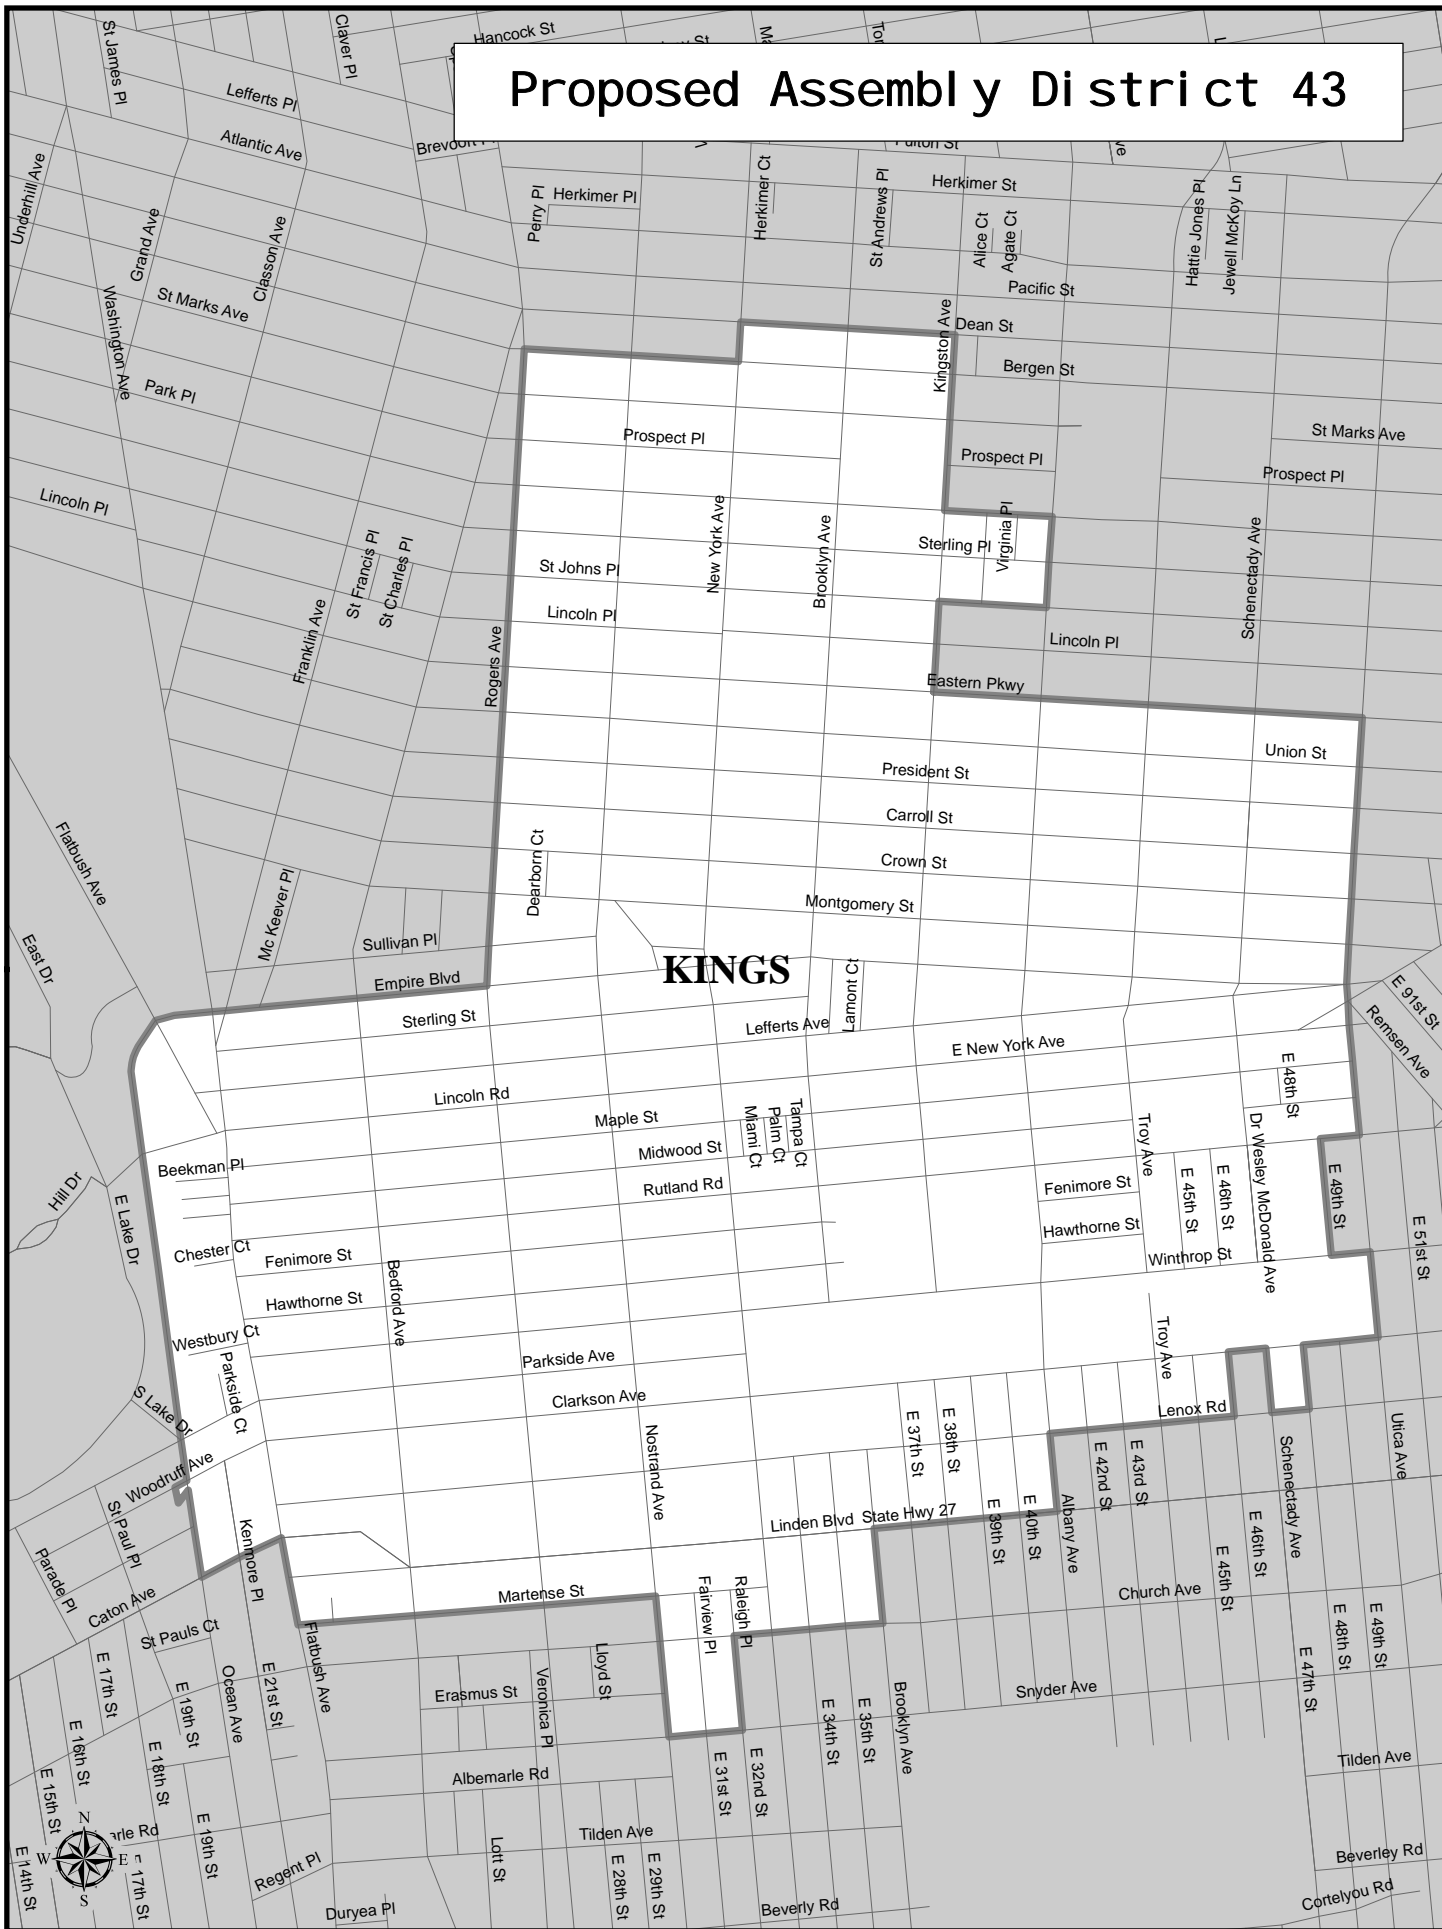 Proposed Assembly District 43
St James Pl
Claver Pl
Hancock St
Lefferts Pl
Atlantic Ave
Fulton St
Herkimer Ct
St Andrews Pl
Herkimer St
Hattie Jones Pl
Jewell McKoy Ln
Underhill Ave
Grand Ave
Classon Ave
Perry Pl
Herkimer Pl
Alice Ct
Agate Ct
Pacific St
Washington Ave
St Marks Ave
Kingston Ave
Dean St
Bergen St
Park Pl
Prospect Pl
Prospect Pl
St Marks Ave
Prospect Pl
Lincoln Pl
New York Ave
Brooklyn Ave
Sterling Pl
Virginia Pl
Schenectady Ave
St Francis Pl
St Charles Pl
St Johns Pl
Lincoln Pl
Lincoln Pl
Franklin Ave
Rogers Ave
Eastern Pkwy
Union St
President St
Carroll St
Crown St
Montgomery St
Flatbush Ave
Dearborn Ct
Mc Keever Pl
Sullivan Pl
East Dr
Empire Blvd
KINGS
Lamont Ct
E 91st St
Remsen Ave
Sterling St
Lefferts Ave
E New York Ave
Lincoln Rd
Maple St
Miami Ct
Palm Ct
Tampa Ct
E 48th St
Midwood St
Troy Ave
Dr Wesley McDonald Ave
Beekman Pl
Rutland Rd
Fenimore St
E 45th St
E 46th St
E 49th St
Hill Dr
E Lake Dr
Hawthorne St
E 51st St
Chester Ct
Fenimore St
Winthrop St
Hawthorne St
Bedford Ave
Westbury Ct
Troy Ave
Parkside Ave
Parkside Ct
Clarkson Ave
S Lake Dr
Lenox Rd
Nostrand Ave
E 37th St
E 38th St
E 42nd St
E 43rd St
Schenectady Ave
Utica Ave
Woodruff Ave
St Paul Pl
Kenmore Pl
Linden Blvd State Hwy 27
E 39th St
E 40th St
Albany Ave
E 45th St
E 46th St
Parade Pl
Caton Ave
Martense St
Fairview Pl
Raleigh Pl
Church Ave
St Pauls Ct
Flatbush Ave
E 48th St
E 49th St
E 47th St
E 17th St
E 19th St
Ocean Ave
E 21st St
Erasmus St
Veronica Pl
Lloyd St
Snyder Ave
E 34th St
E 35th St
Brooklyn Ave
E 16th St
E 15th St
E 18th St
Albemarle Rd
E 31st St
E 32nd St
Tilden Ave
N
W E
S
E 14th St
E 17th St
E 19th St
Regent Pl
Lott St
Tilden Ave
E 28th St
E 29th St
Beverley Rd
Duryea Pl
Beverly Rd
Cortelyou Rd